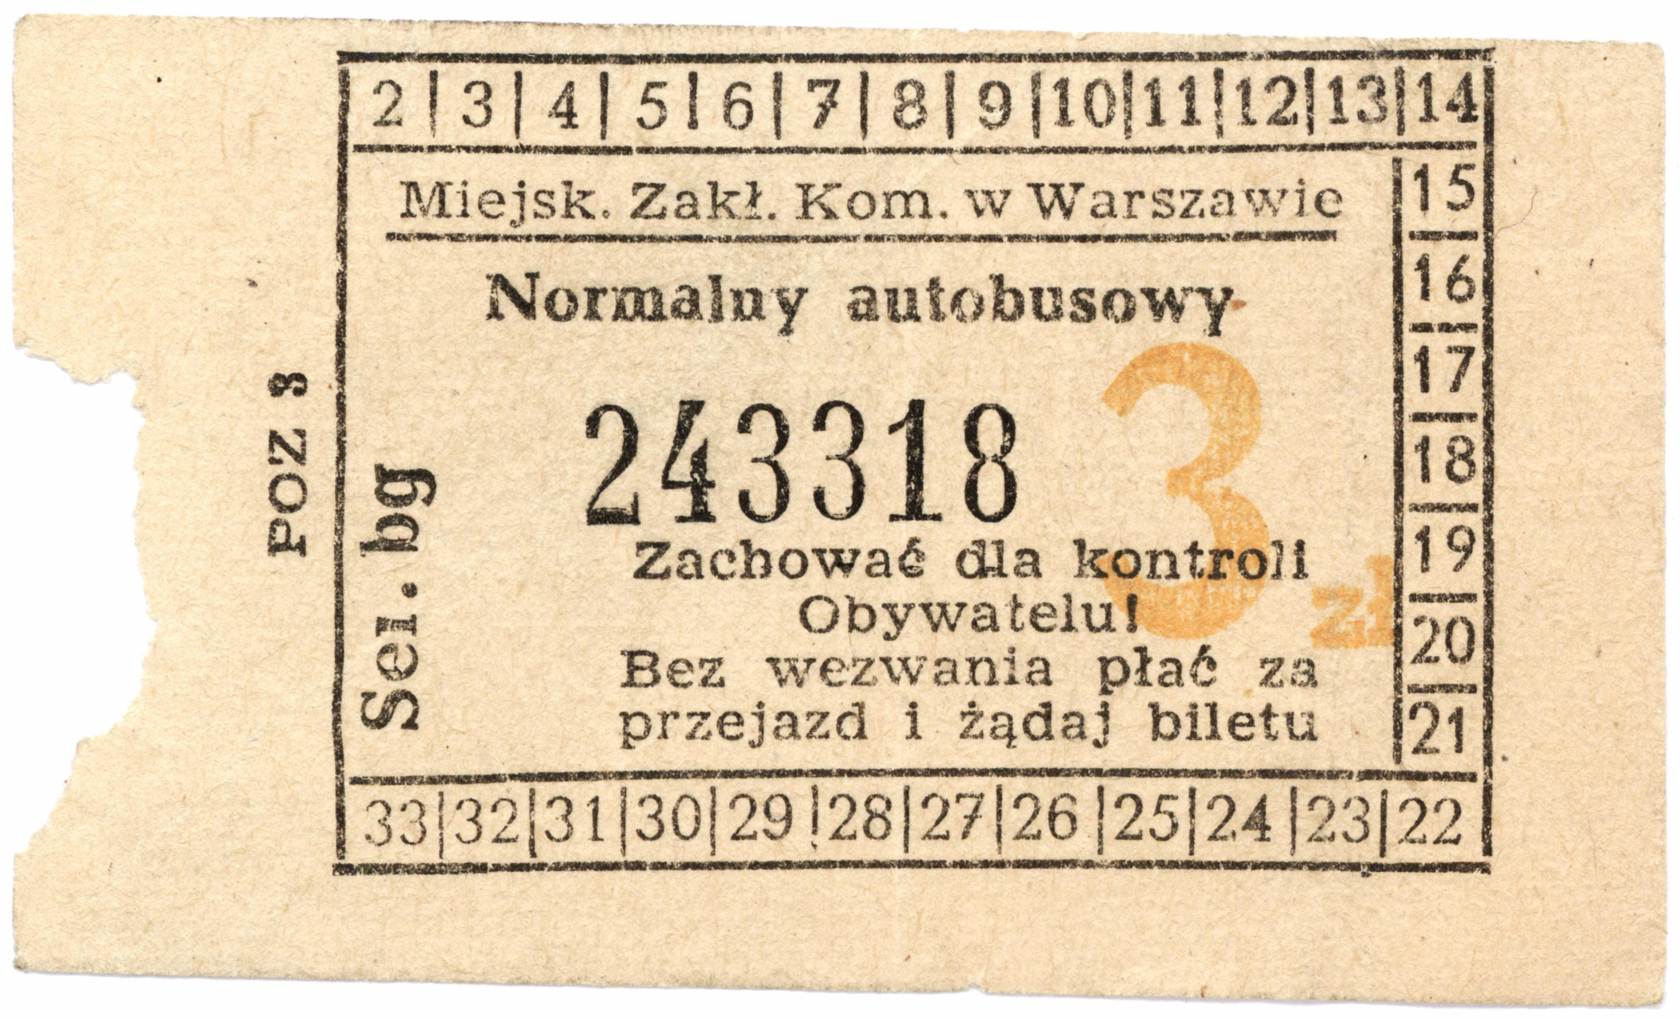 2 | 3 | 4 | 5 | 6 | 7 | 8 | 9 | 10 | 11 | 12 | 13 | 14
Miejsk. Zakł. Kom. w Warszawie
Normalny autobusowy
243318
3 zł
Zachować dla kontroli
Obywatelu!
Bez wezwania płać za
przejazd i żądaj biletu
POZ 3
Sei. bg
15
16
17
18
19
20
21
33 | 32 | 31 | 30 | 29 | 28 | 27 | 26 | 25 | 24 | 23 | 22